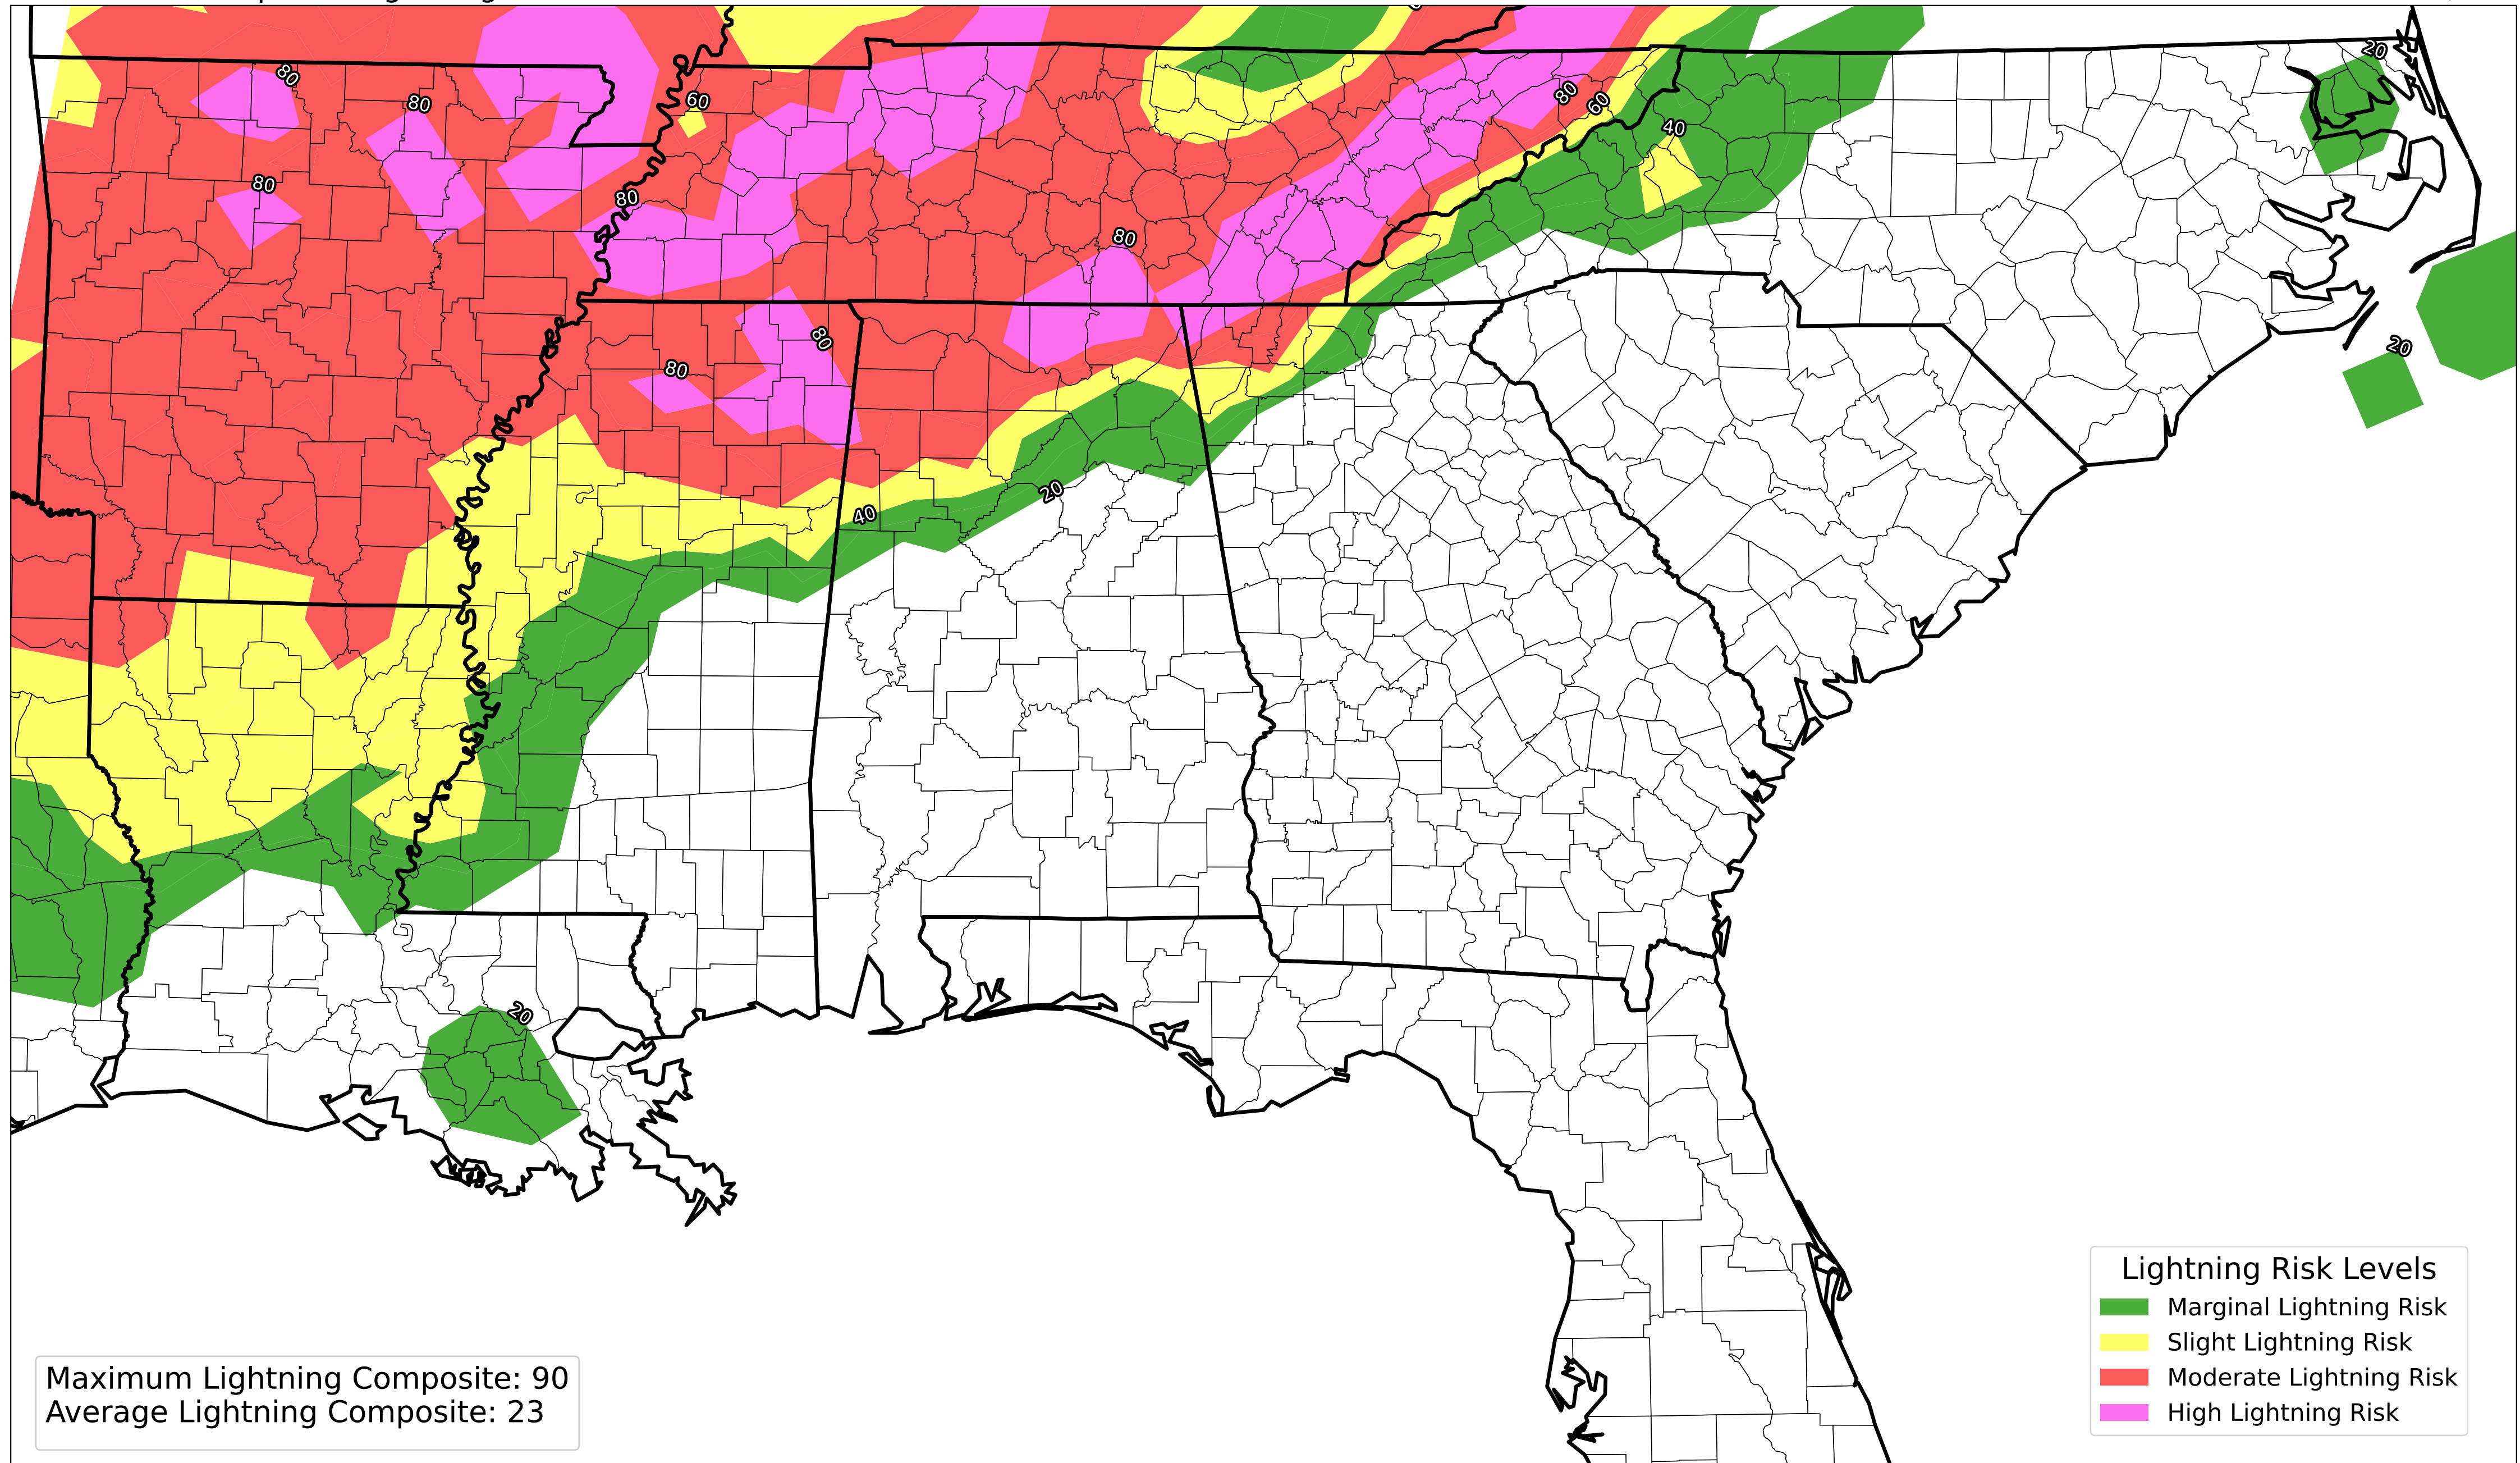 80
80
60
80
60
40
20
80
80
80
80
80
20
40
20
20
Lightning Risk Levels
Marginal Lightning Risk
Slight Lightning Risk
Moderate Lightning Risk
High Lightning Risk
Maximum Lightning Composite: 90
Average Lightning Composite: 23